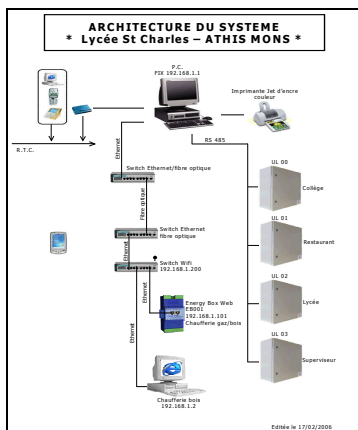 ARCHITECTURE DU SYSTEME
* Lycée St Charles – ATHIS MONS *
P.C.
FIX 192.168.1.1
Imprimante Jet d'encre
couleur
RS 485
R.T.C.
Ethernet
Switch Ethernet/fibre optique
UL 00
Collège
Fibre optique
Switch Ethernet
fibre optique
UL 01
Restaurant
Ethernet
Switch Wifi
192.168.1.200
UL 02
Lycée
Ethernet
Ethernet
Energy Box Web
EB001
192.168.1.101
Chaufferie gaz/bois
UL 03
Superviseur
Chaufferie bois
192.168.1.2
Editée le 17/02/2006